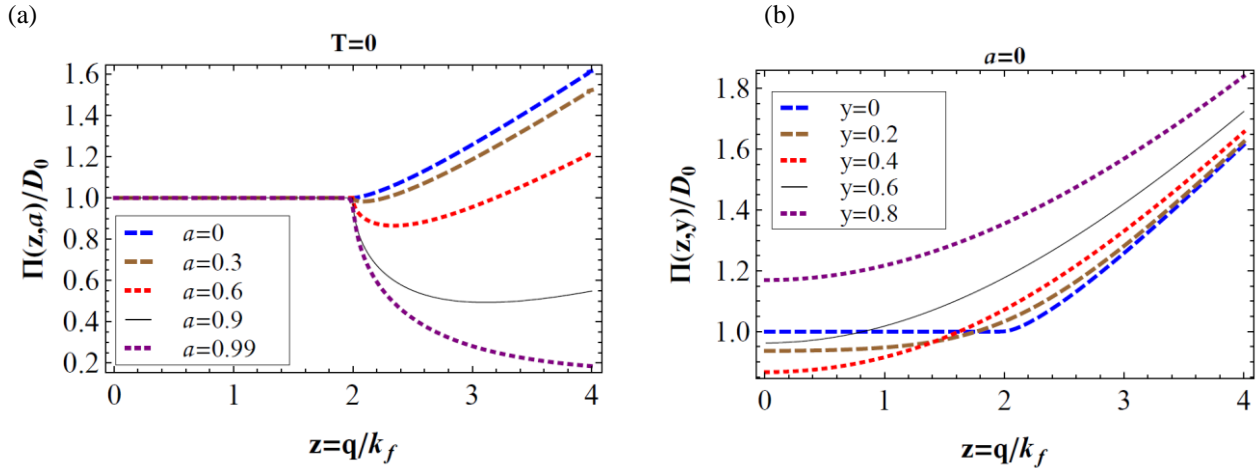 (a)
T=0
Π(z,a)/D₀
1.6
1.4
1.2
1.0
0.8
0.6
0.4
0.2
a=0
a=0.3
a=0.6
a=0.9
a=0.99
0 1 2 3 4
z=q/k_f
(b)
a=0
Π(z,y)/D₀
1.8
1.6
1.4
1.2
1.0
y=0
y=0.2
y=0.4
y=0.6
y=0.8
0 1 2 3 4
z=q/k_f